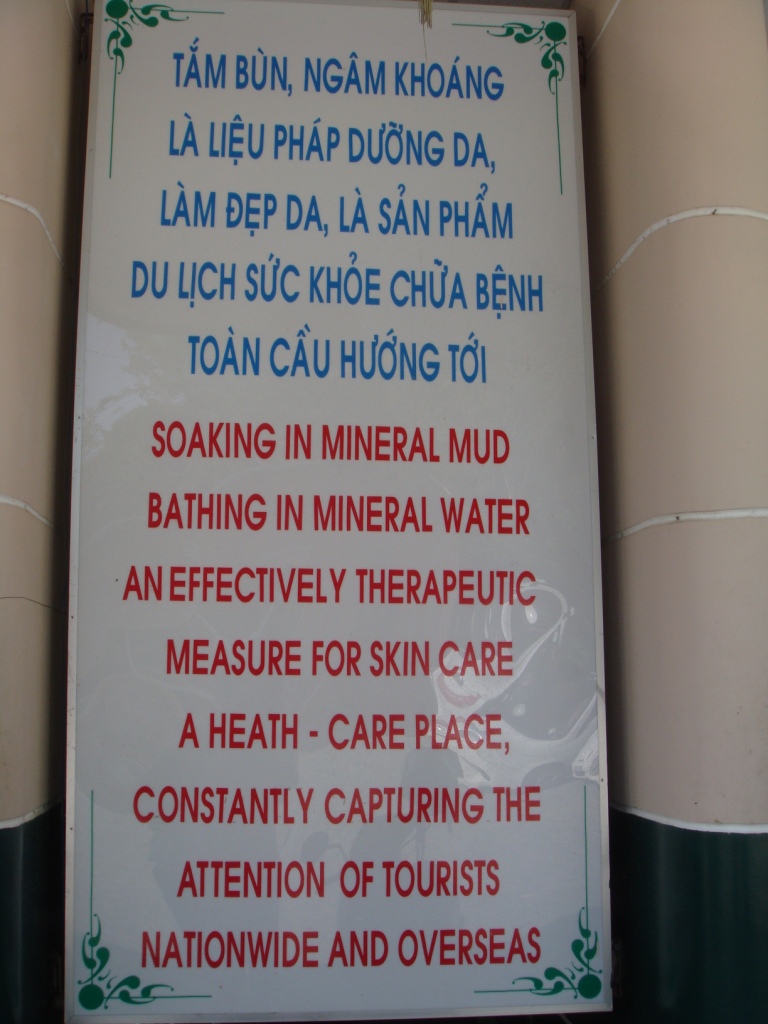 TẮM BÙN, NGÂM KHOÁNG
LÀ LIỆU PHÁP DƯỠNG DA,
LÀM ĐẸP DA, LÀ SẢN PHẨM
DU LỊCH SỨC KHỎE CHỮA BỆNH
TOÀN CẦU HƯỚNG TỚI
SOAKING IN MINERAL MUD
BATHING IN MINERAL WATER
AN EFFECTIVELY THERAPEUTIC
MEASURE FOR SKIN CARE
A HEATH - CARE PLACE,
CONSTANTLY CAPTURING THE
ATTENTION OF TOURISTS
NATIONWIDE AND OVERSEAS